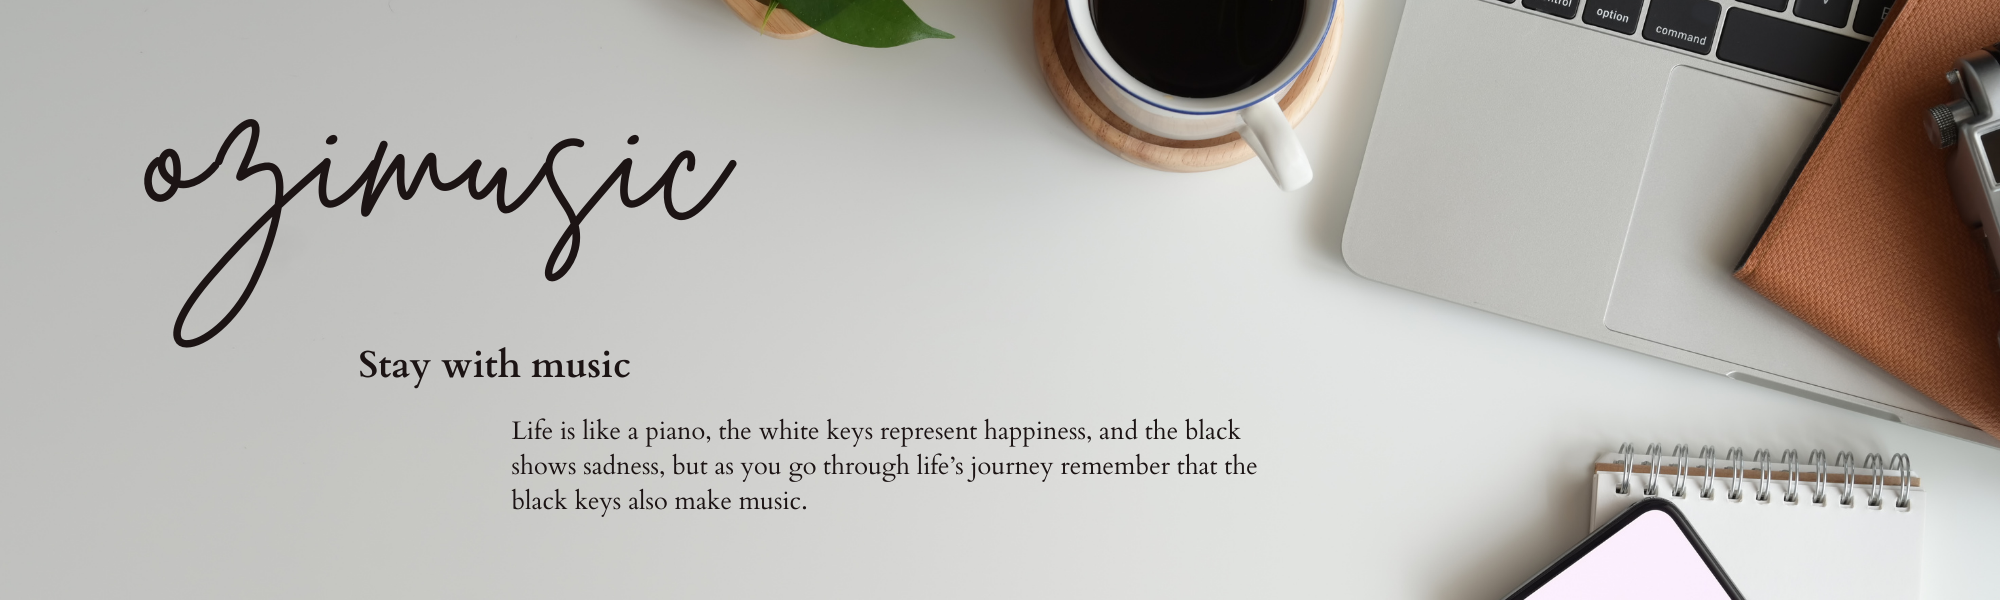 ozimusic
Stay with music
Life is like a piano, the white keys represent happiness, and the black
shows sadness, but as you go through life’s journey remember that the
black keys also make music.
option
command